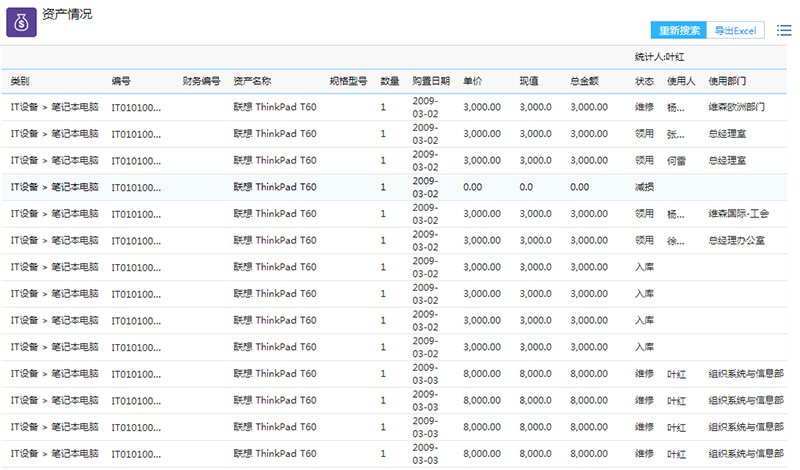 资产情况
重新搜索 导出Excel
统计人:叶红
类别 编号 财务编号 资产名称 规格型号 数量 购置日期 单价 现值 总金额 状态 使用人 使用部门
IT设备 > 笔记本电脑 IT010100... 联想 ThinkPad T60 1 2009-03-02 3,000.00 3,000.0 3,000.00 维修 杨... 维森欧洲部门
IT设备 > 笔记本电脑 IT010100... 联想 ThinkPad T60 1 2009-03-02 3,000.00 3,000.0 3,000.00 领用 张... 总经理室
IT设备 > 笔记本电脑 IT010100... 联想 ThinkPad T60 1 2009-03-02 3,000.00 3,000.0 3,000.00 领用 何雷 总经理室
IT设备 > 笔记本电脑 IT010100... 联想 ThinkPad T60 1 2009-03-02 0.00 0.0 0.00 减损
IT设备 > 笔记本电脑 IT010100... 联想 ThinkPad T60 1 2009-03-02 3,000.00 3,000.0 3,000.00 领用 杨... 维森国际-工会
IT设备 > 笔记本电脑 IT010100... 联想 ThinkPad T60 1 2009-03-02 3,000.00 3,000.0 3,000.00 领用 徐... 总经理办公室
IT设备 > 笔记本电脑 IT010100... 联想 ThinkPad T60 1 2009-03-02 3,000.00 3,000.0 3,000.00 入库
IT设备 > 笔记本电脑 IT010100... 联想 ThinkPad T60 1 2009-03-02 3,000.00 3,000.0 3,000.00 入库
IT设备 > 笔记本电脑 IT010100... 联想 ThinkPad T60 1 2009-03-02 3,000.00 3,000.0 3,000.00 入库
IT设备 > 笔记本电脑 IT010100... 联想 ThinkPad T60 1 2009-03-02 3,000.00 3,000.0 3,000.00 入库
IT设备 > 笔记本电脑 IT010100... 联想 ThinkPad T60 1 2009-03-03 8,000.00 8,000.0 8,000.00 维修 叶红 组织系统与信息部
IT设备 > 笔记本电脑 IT010100... 联想 ThinkPad T60 1 2009-03-03 8,000.00 8,000.0 8,000.00 维修 叶红 组织系统与信息部
IT设备 > 笔记本电脑 IT010100... 联想 ThinkPad T60 1 2009-03-03 8,000.00 8,000.0 8,000.00 维修 叶红 组织系统与信息部
IT设备 > 笔记本电脑 IT010100... 联想 ThinkPad T60 1 2009-03-03 8,000.00 8,000.0 8,000.00 维修 叶红 组织系统与信息部